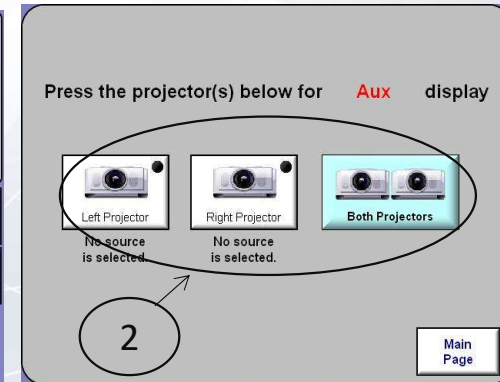 Press the projector(s) below for Aux display
Left Projector
Right Projector
Both Projectors
No source
is selected.
No source
is selected.
2
Main
Page